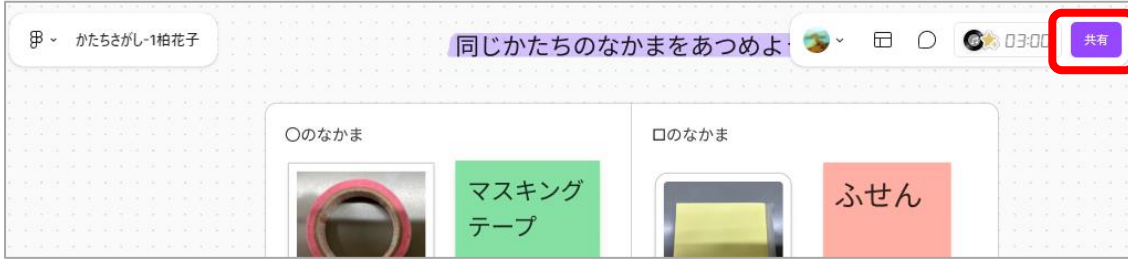 かたちさがし-1柏花子
同じかたちのなかまをあつめよ
03:00
共有
〇のなかま
ロのなかま
マスキング
テープ
ふせん